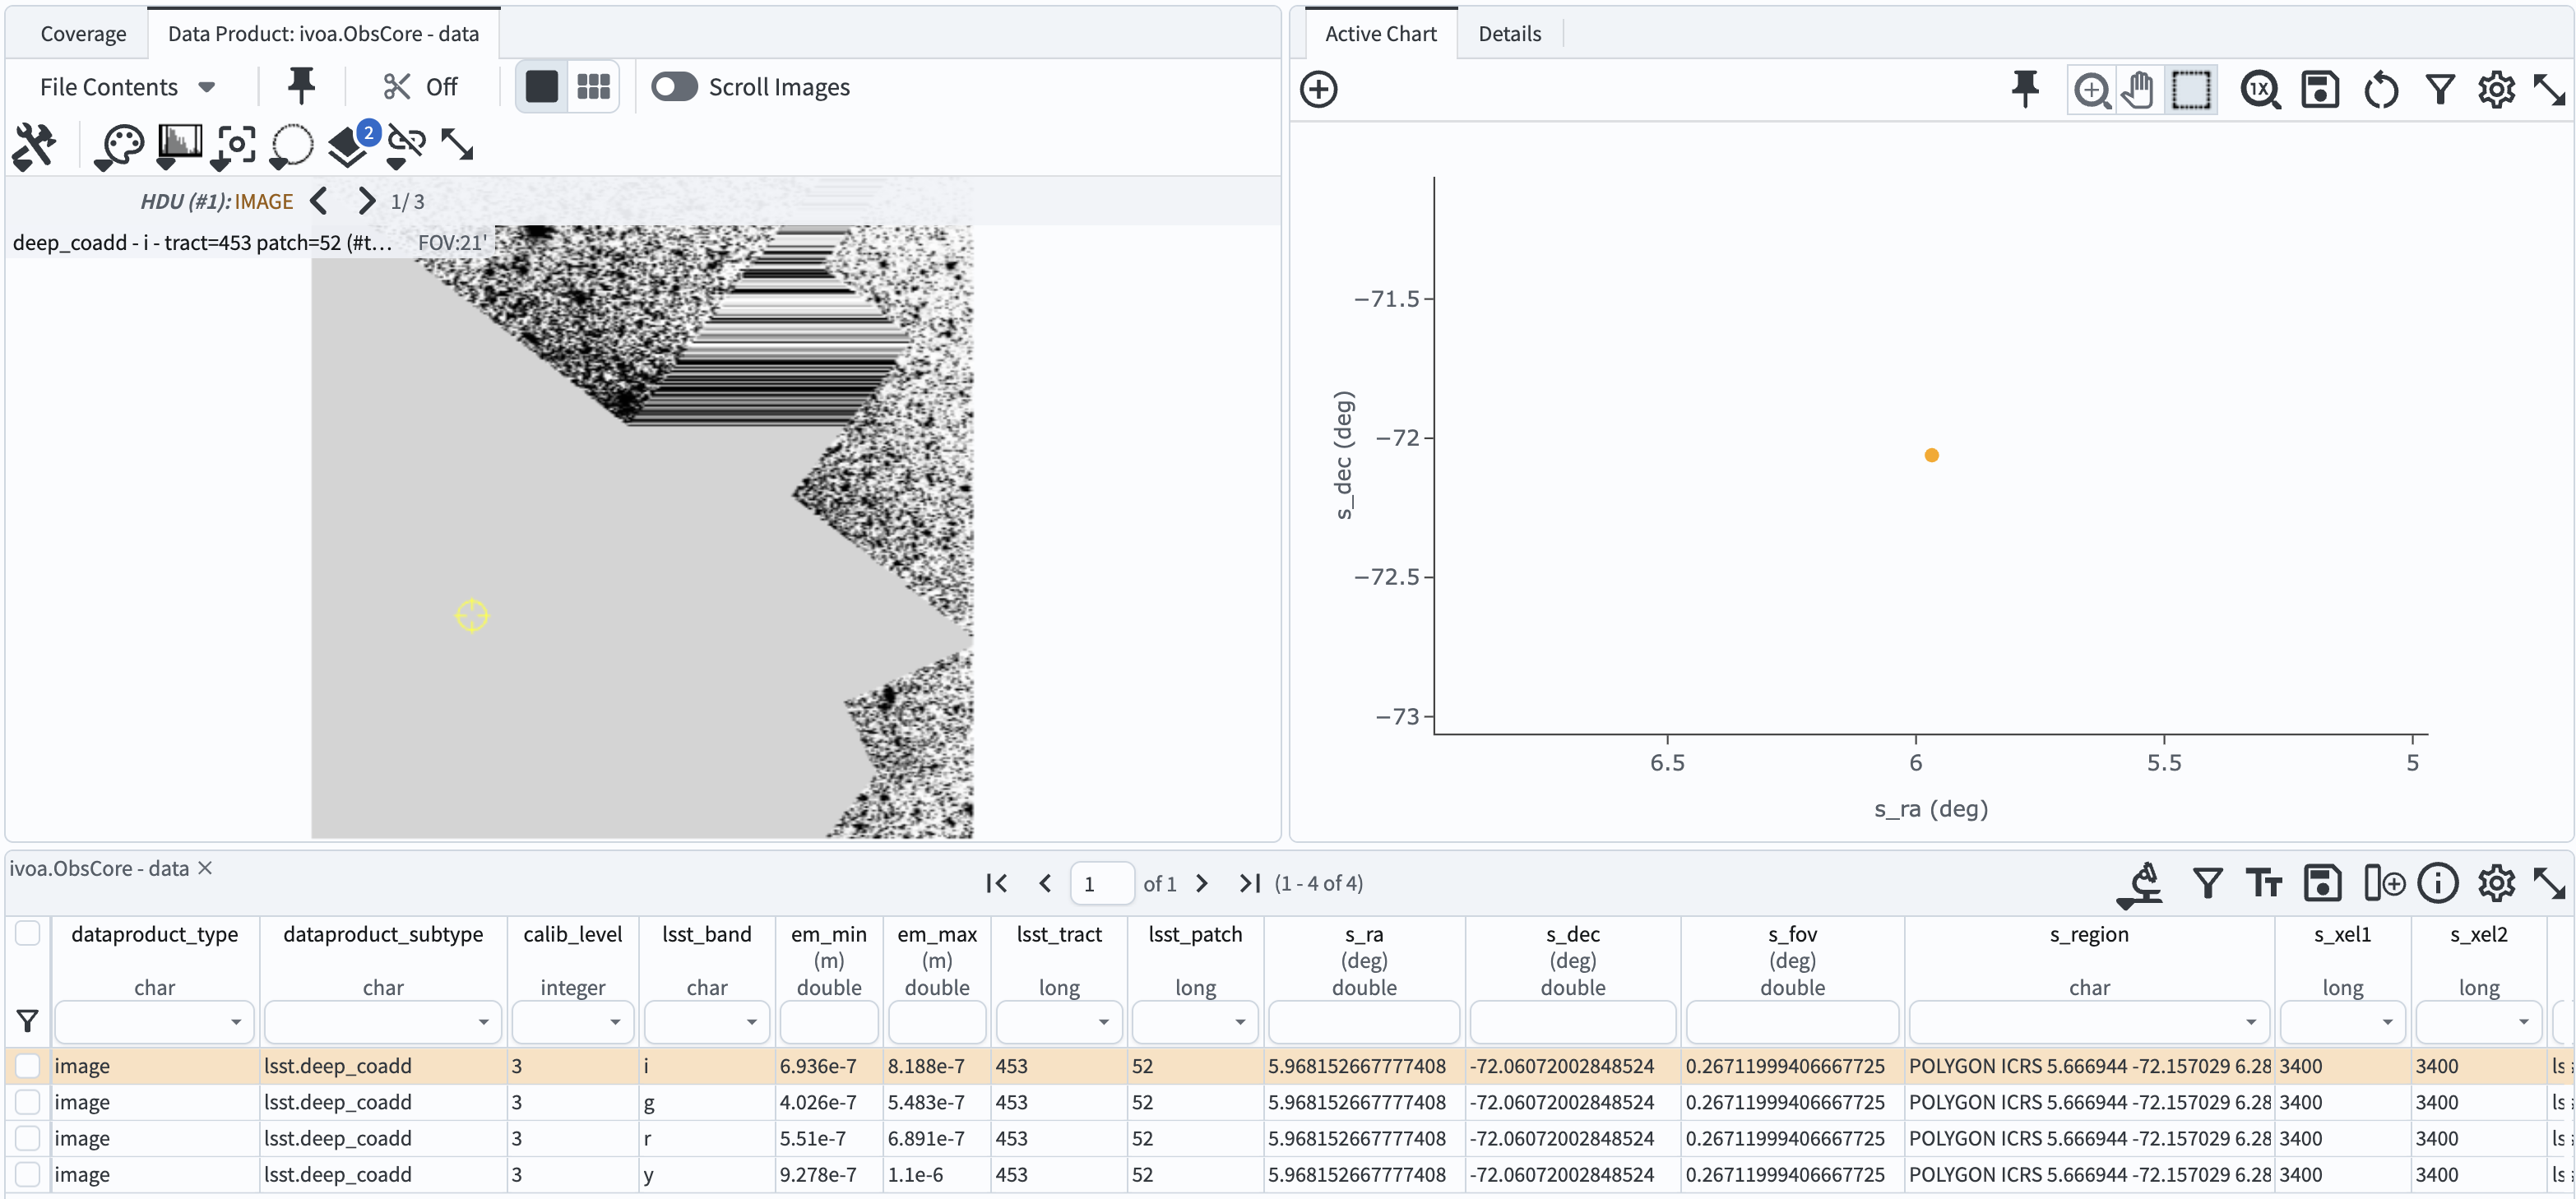 Coverage
Data Product: ivoa.ObsCore - data
File Contents
Off
Scroll Images
2
HDU (#1): IMAGE
1/ 3
deep_coadd - i - tract=453 patch=52 (#t...
FOV:21'
Active Chart
Details
1X
−71.5
−72
−72.5
−73
s_dec (deg)
6.5
6
5.5
5
s_ra (deg)
ivoa.ObsCore - data
1 of 1 (1 - 4 of 4)
dataproduct_type dataproduct_subtype calib_level lsst_band em_min em_max lsst_tract lsst_patch s_ra s_dec s_fov s_region s_xel1 s_xel2
(m) (m) (deg) (deg) (deg)
char char integer char double double long long double double double char long long
image lsst.deep_coadd 3 i 6.936e-7 8.188e-7 453 52 5.968152667777408 -72.06072002848524 0.26711999406667725 POLYGON ICRS 5.666944 -72.157029 6.28 3400 3400 ls
image lsst.deep_coadd 3 g 4.026e-7 5.483e-7 453 52 5.968152667777408 -72.06072002848524 0.26711999406667725 POLYGON ICRS 5.666944 -72.157029 6.28 3400 3400 ls
image lsst.deep_coadd 3 r 5.51e-7 6.891e-7 453 52 5.968152667777408 -72.06072002848524 0.26711999406667725 POLYGON ICRS 5.666944 -72.157029 6.28 3400 3400 ls
image lsst.deep_coadd 3 y 9.278e-7 1.1e-6 453 52 5.968152667777408 -72.06072002848524 0.26711999406667725 POLYGON ICRS 5.666944 -72.157029 6.28 3400 3400 ls